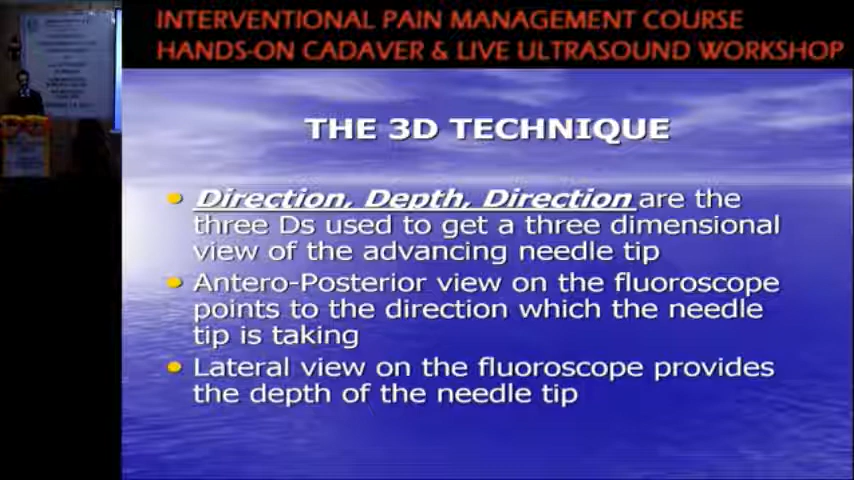 INTERVENTIONAL PAIN MANAGEMENT COURSE
HANDS-ON CADAVER & LIVE ULTRASOUND WORKSHOP
THE 3D TECHNIQUE
Direction, Depth, Direction are the
three Ds used to get a three dimensional
view of the advancing needle tip
Antero-Posterior view on the fluoroscope
points to the direction which the needle
tip is taking
Lateral view on the fluoroscope provides
the depth of the needle tip